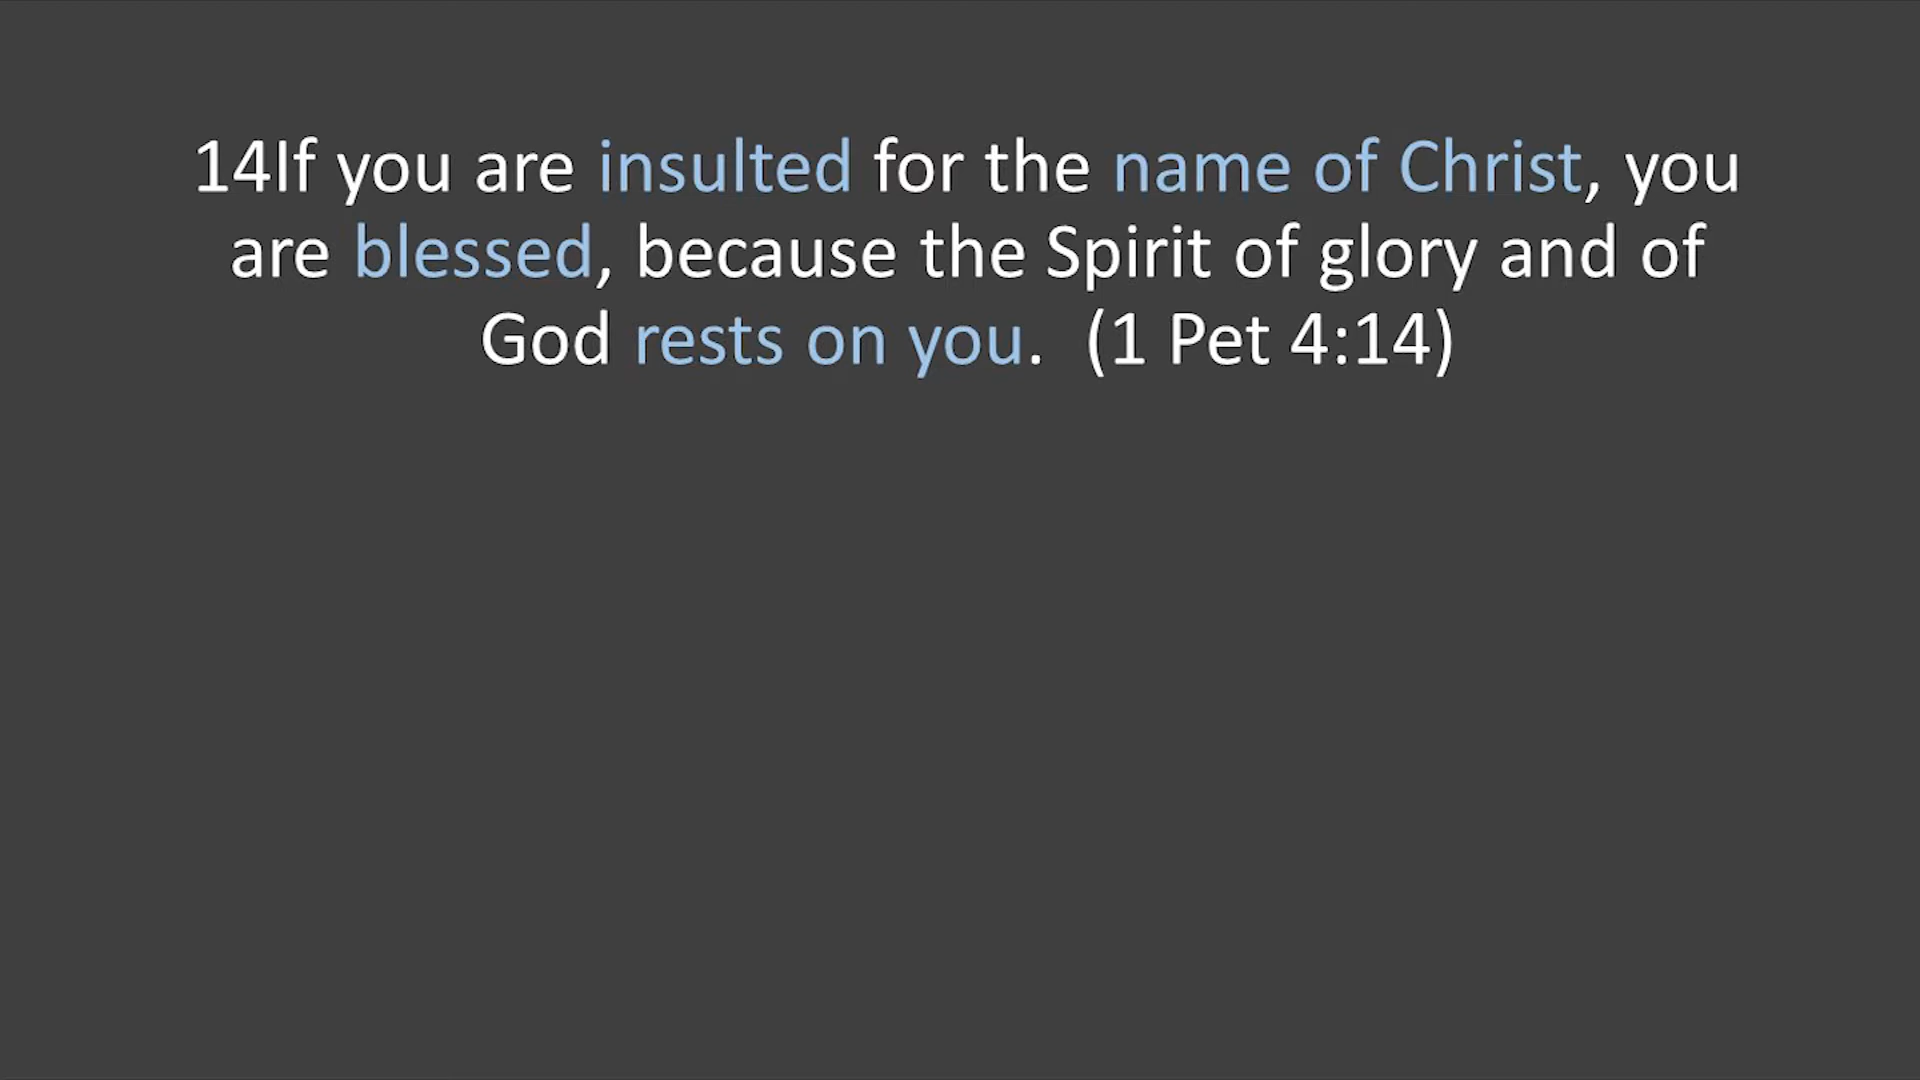 14If you are insulted for the name of Christ, you
are blessed, because the Spirit of glory and of
God rests on you.  (1 Pet 4:14)